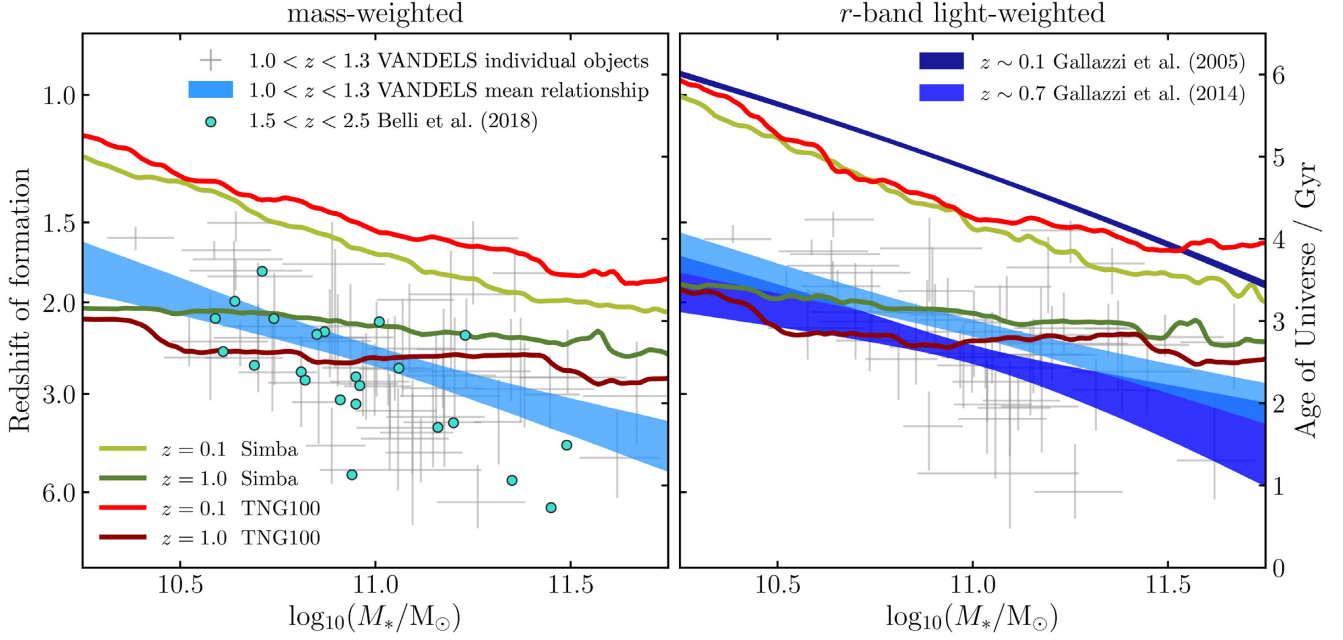 mass-weighted
r-band light-weighted
1.0 < z < 1.3 VANDELS individual objects
1.0 < z < 1.3 VANDELS mean relationship
1.5 < z < 2.5 Belli et al. (2018)
z ∼ 0.1 Gallazzi et al. (2005)
z ∼ 0.7 Gallazzi et al. (2014)
Redshift of formation
1.0
1.5
2.0
3.0
6.0
z = 0.1 Simba
z = 1.0 Simba
z = 0.1 TNG100
z = 1.0 TNG100
6
5
4
3
2
1
0
Age of Universe / Gyr
10.5 11.0 11.5
10.5 11.0 11.5
log₁₀(M∗/M⊙)
log₁₀(M∗/M⊙)